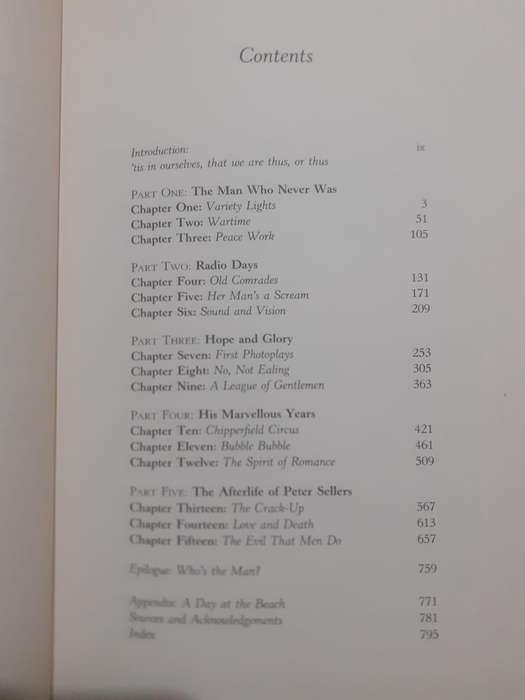 Contents
Introduction: ix
'tis in ourselves, that we are thus, or thus
PART ONE: The Man Who Never Was
Chapter One: Variety Lights 3
Chapter Two: Wartime 51
Chapter Three: Peace Work 105
PART TWO: Radio Days
Chapter Four: Old Comrades 131
Chapter Five: Her Man's a Scream 171
Chapter Six: Sound and Vision 209
PART THREE: Hope and Glory
Chapter Seven: First Photoplays 253
Chapter Eight: No, Not Ealing 305
Chapter Nine: A League of Gentlemen 363
PART FOUR: His Marvellous Years
Chapter Ten: Chipperfield Circus 421
Chapter Eleven: Bubble Bubble 461
Chapter Twelve: The Spirit of Romance 509
PART FIVE: The Afterlife of Peter Sellers
Chapter Thirteen: The Crack-Up 567
Chapter Fourteen: Love and Death 613
Chapter Fifteen: The Evil That Men Do 657
Epilogue: Who's the Man? 759
Appendix: A Day at the Beach 771
Sources and Acknowledgements 781
Index 795